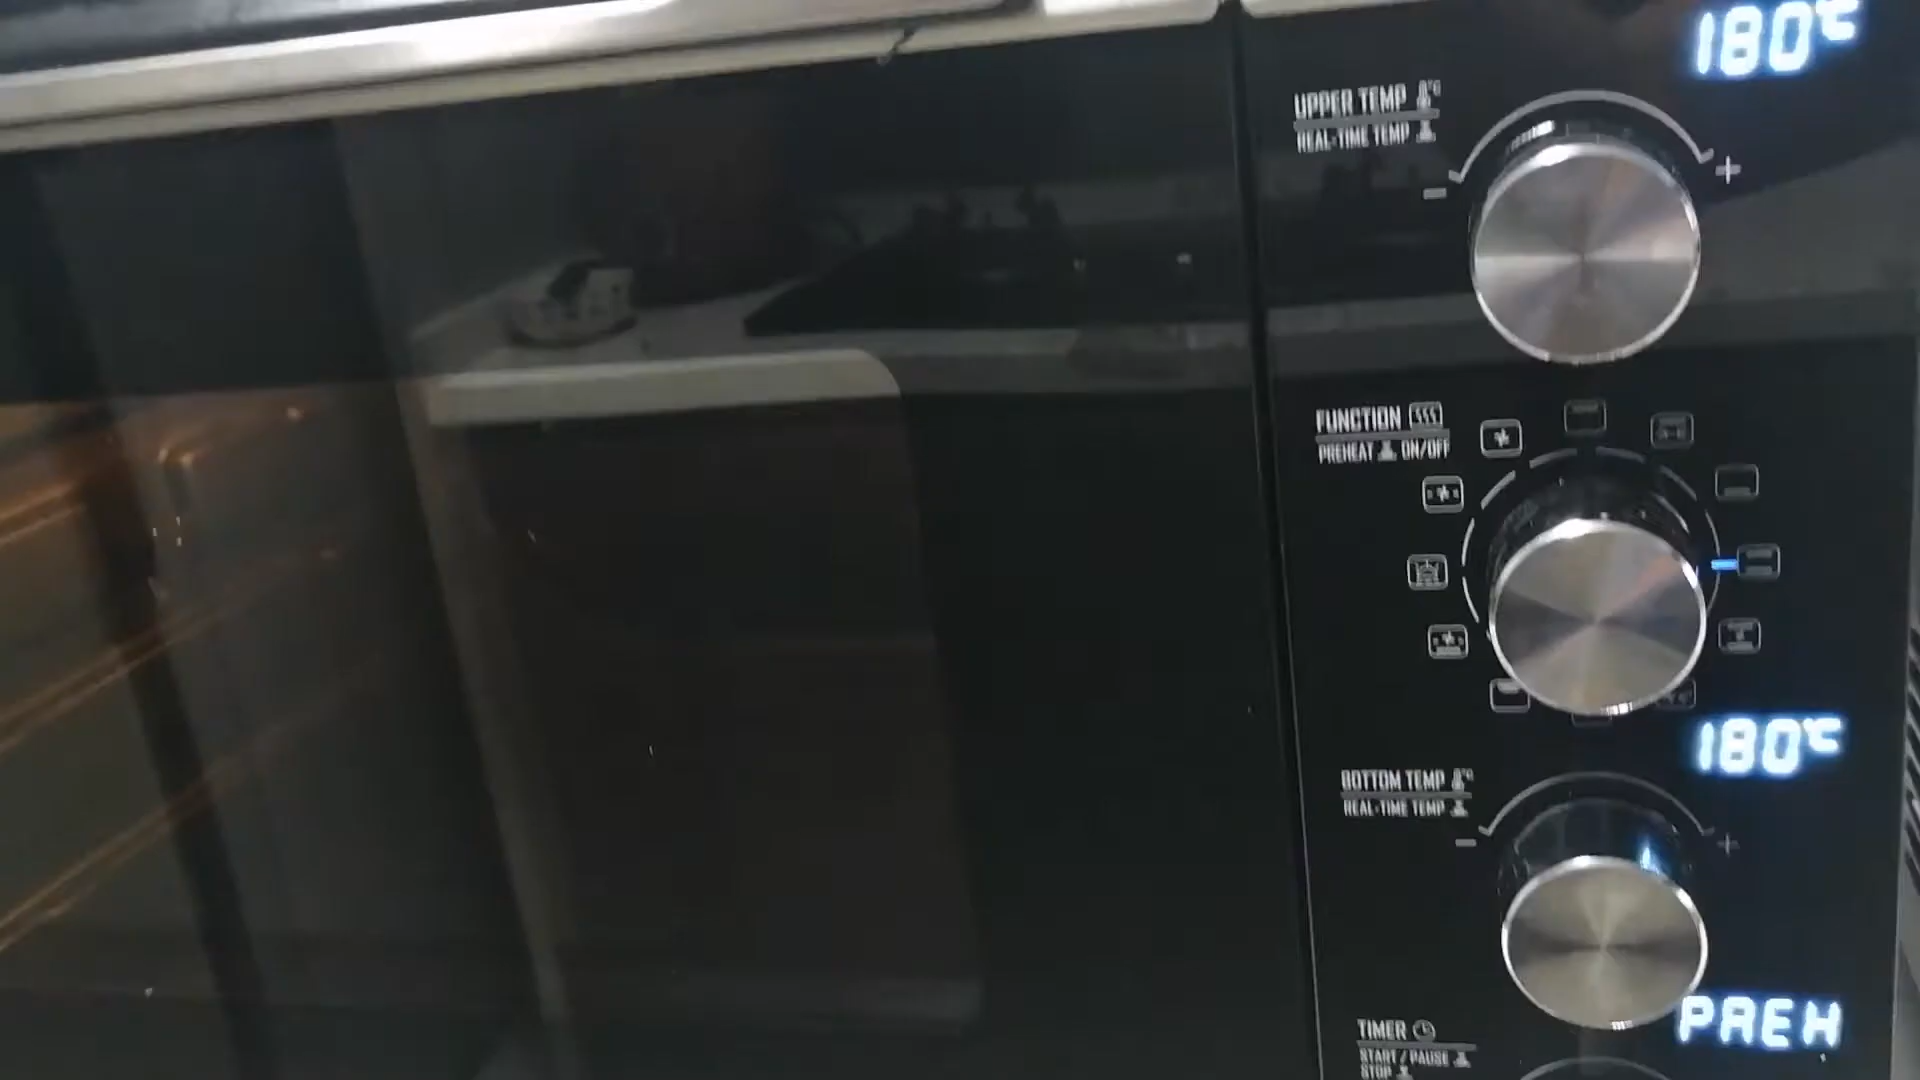 180°C
UPPER TEMP °C
REAL-TIME TEMP
− +
FUNCTION
PREHEAT ON/OFF
180°C
BOTTOM TEMP °C
REAL-TIME TEMP
− +
PREH
TIMER
START / PAUSE
STOP